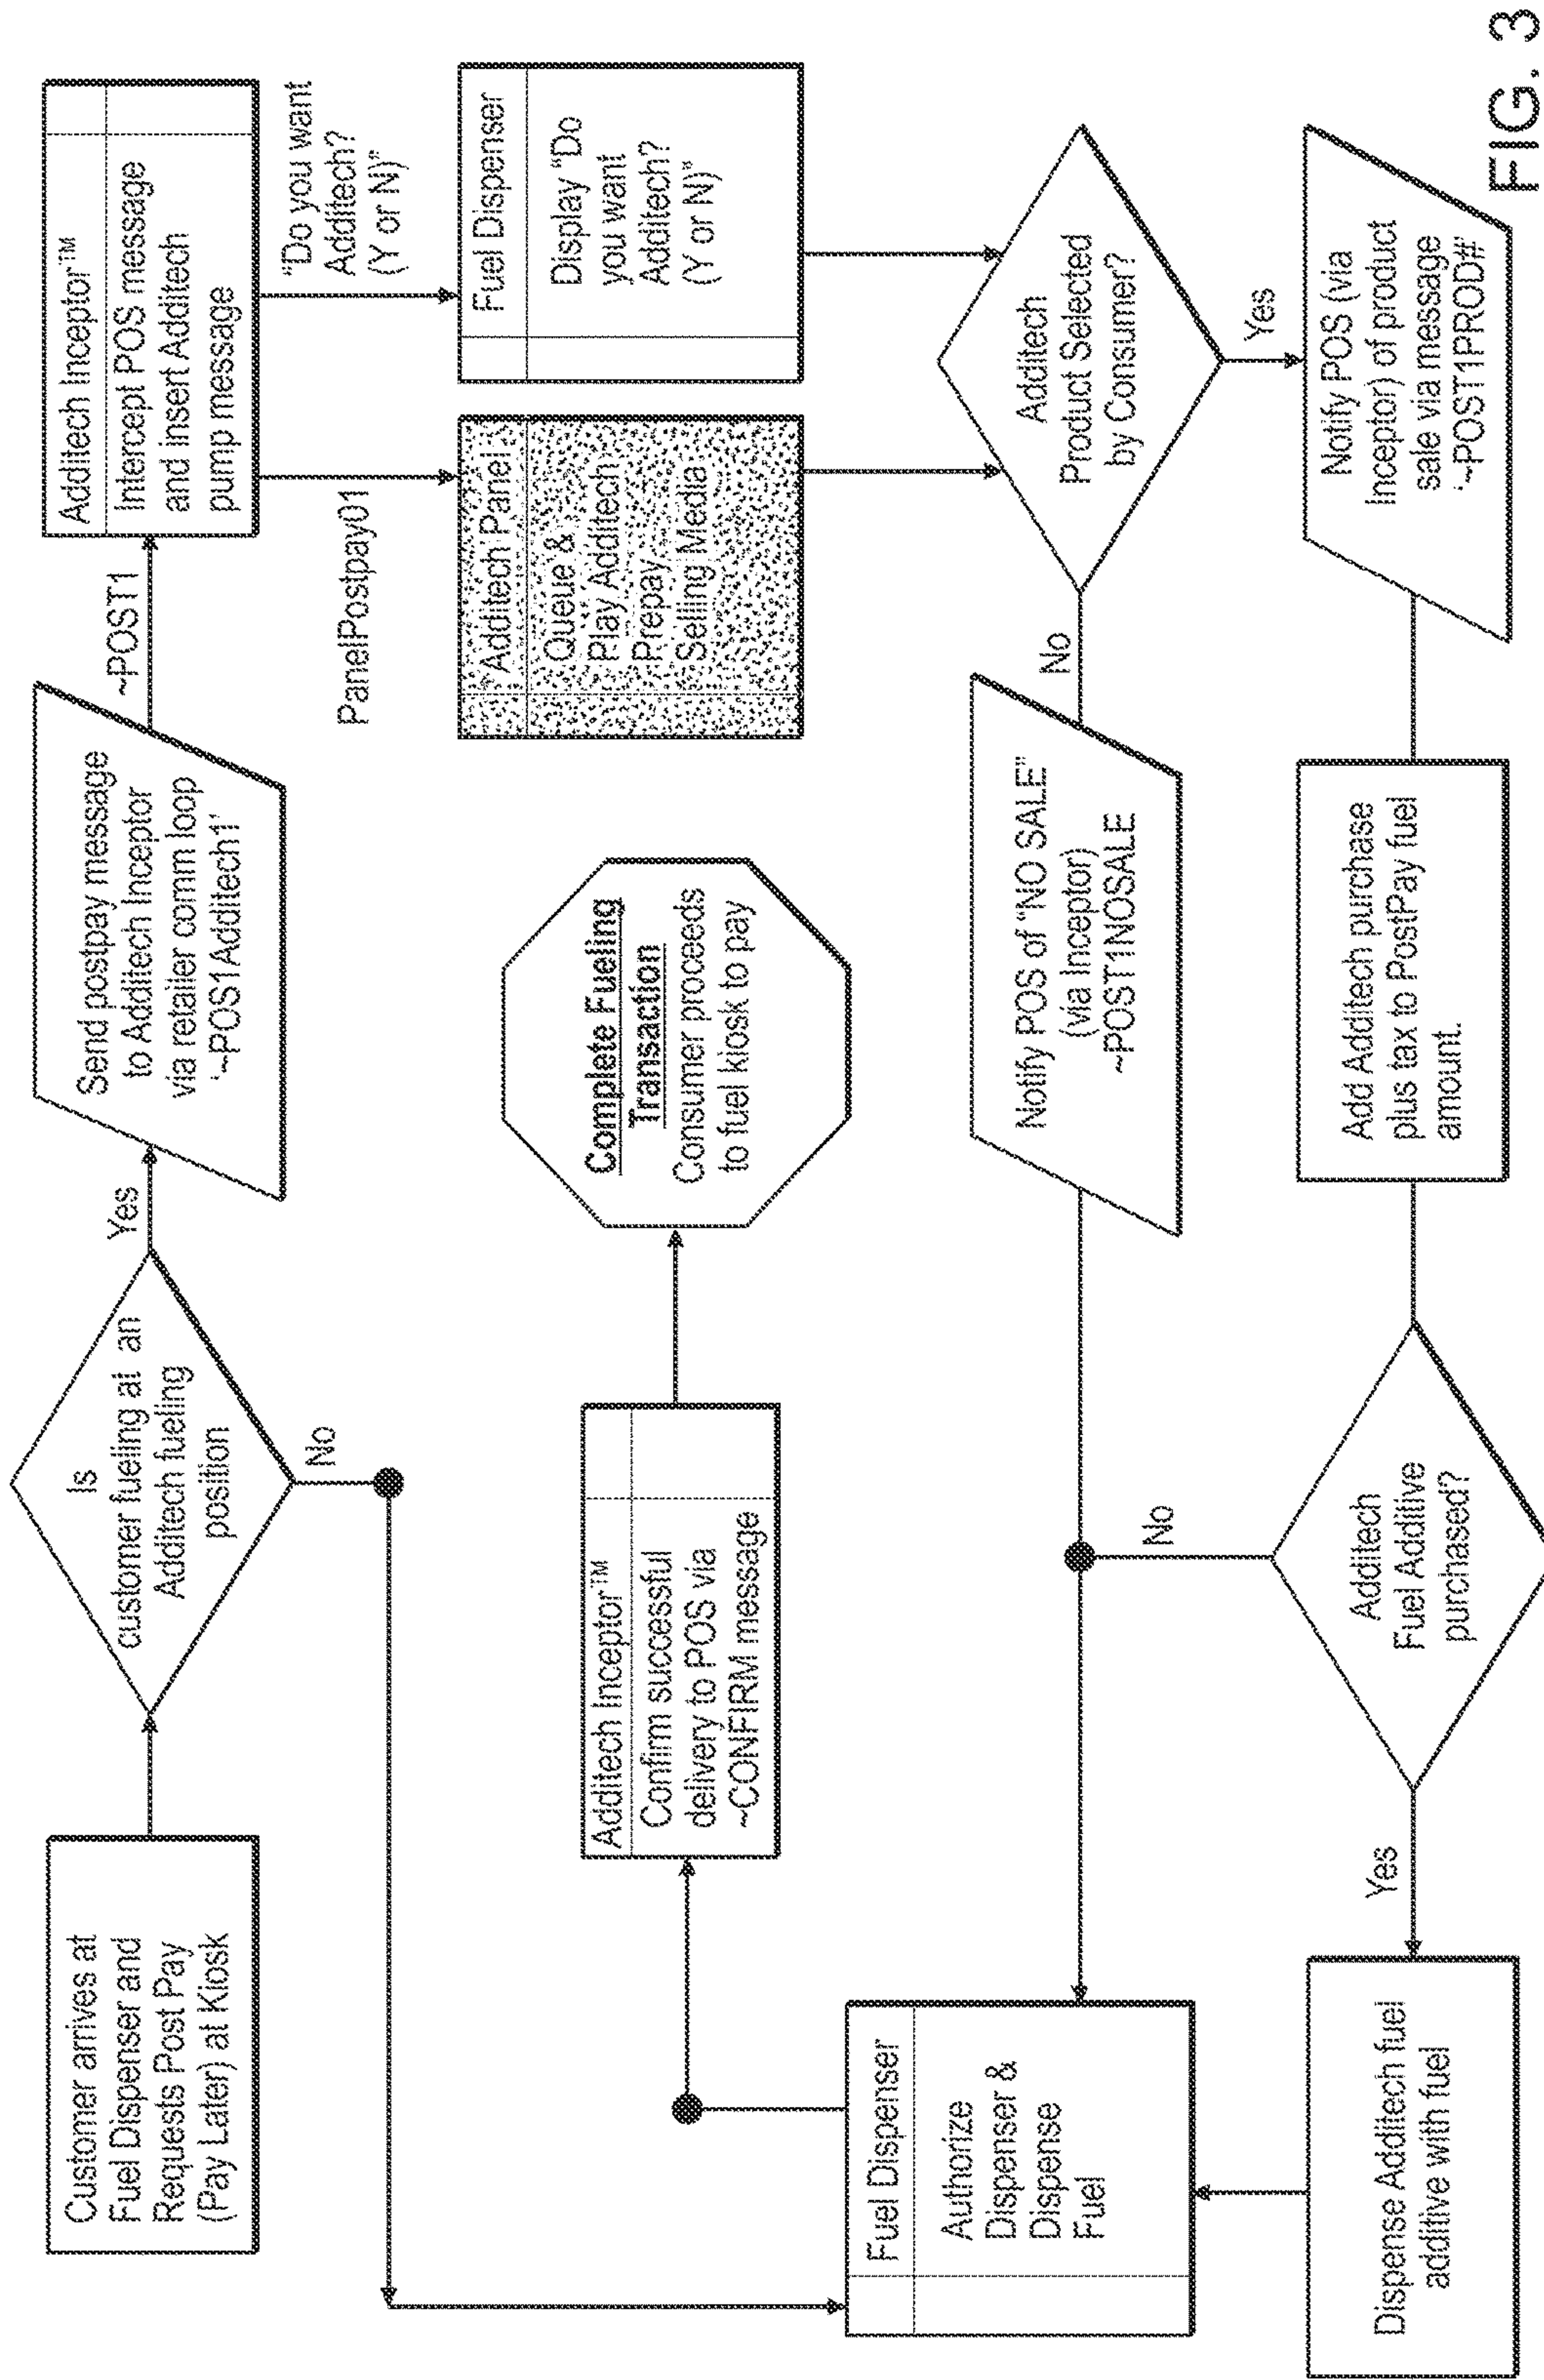 Customer arrives at
Fuel Dispenser and
Requests Post Pay
(Pay Later) at Kiosk
Is
customer fueling at an
Additech fueling
position
Yes
No
Send postpay message
to Additech Inceptor
via retailer comm loop
'~POS1Additech1'
~POST1
Additech Inceptor™
Intercept POS message
and insert Additech
pump message
PanelPostpay01
"Do you want
Additech?
(Y or N)"
Additech Panel
Queue &
Play Additech
Prepay
Selling Media
Fuel Dispenser
Display "Do
you want
Additech?
(Y or N)"
Additech Inceptor™
Confirm successful
delivery to POS via
~CONFIRM message
Complete Fueling
Transaction
Consumer proceeds
to fuel kiosk to pay
Fuel Dispenser
Authorize
Dispenser &
Dispense
Fuel
Notify POS of "NO SALE"
(via Inceptor)
~POST1NOSALE
No
Additech
Product Selected
by Consumer?
Yes
Dispense Additech fuel
additive with fuel
Yes
Additech
Fuel Additive
purchased?
No
Add Additech purchase
plus tax to PostPay fuel
amount.
Notify POS (via
Inceptor) of product
sale via message
'~POST1PROD#'
FIG. 3